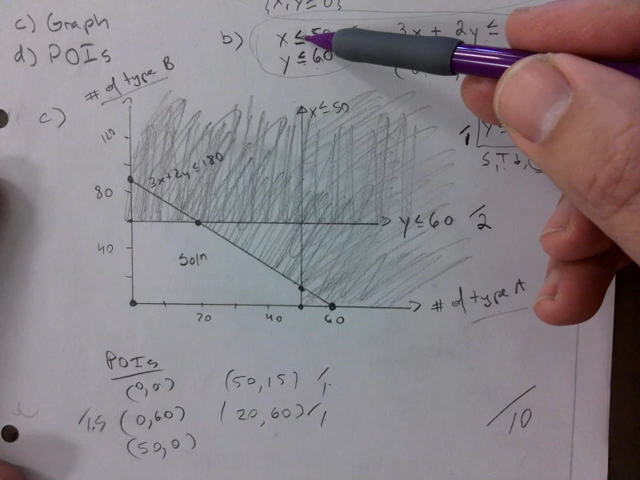 c) Graph
d) POIs
b) x ≤ 50
3x + 2y ≤
y ≤ 60
# of type B
c)
x ≤ 50
120
3x+2y ≤ 180
80
y ≤ 60 /2
40
Soln
# of type A
20 40 60
POIs
(0,0) (50,15) /1
/1.5 (0,60) (20,60) /1
(50,0)
/10